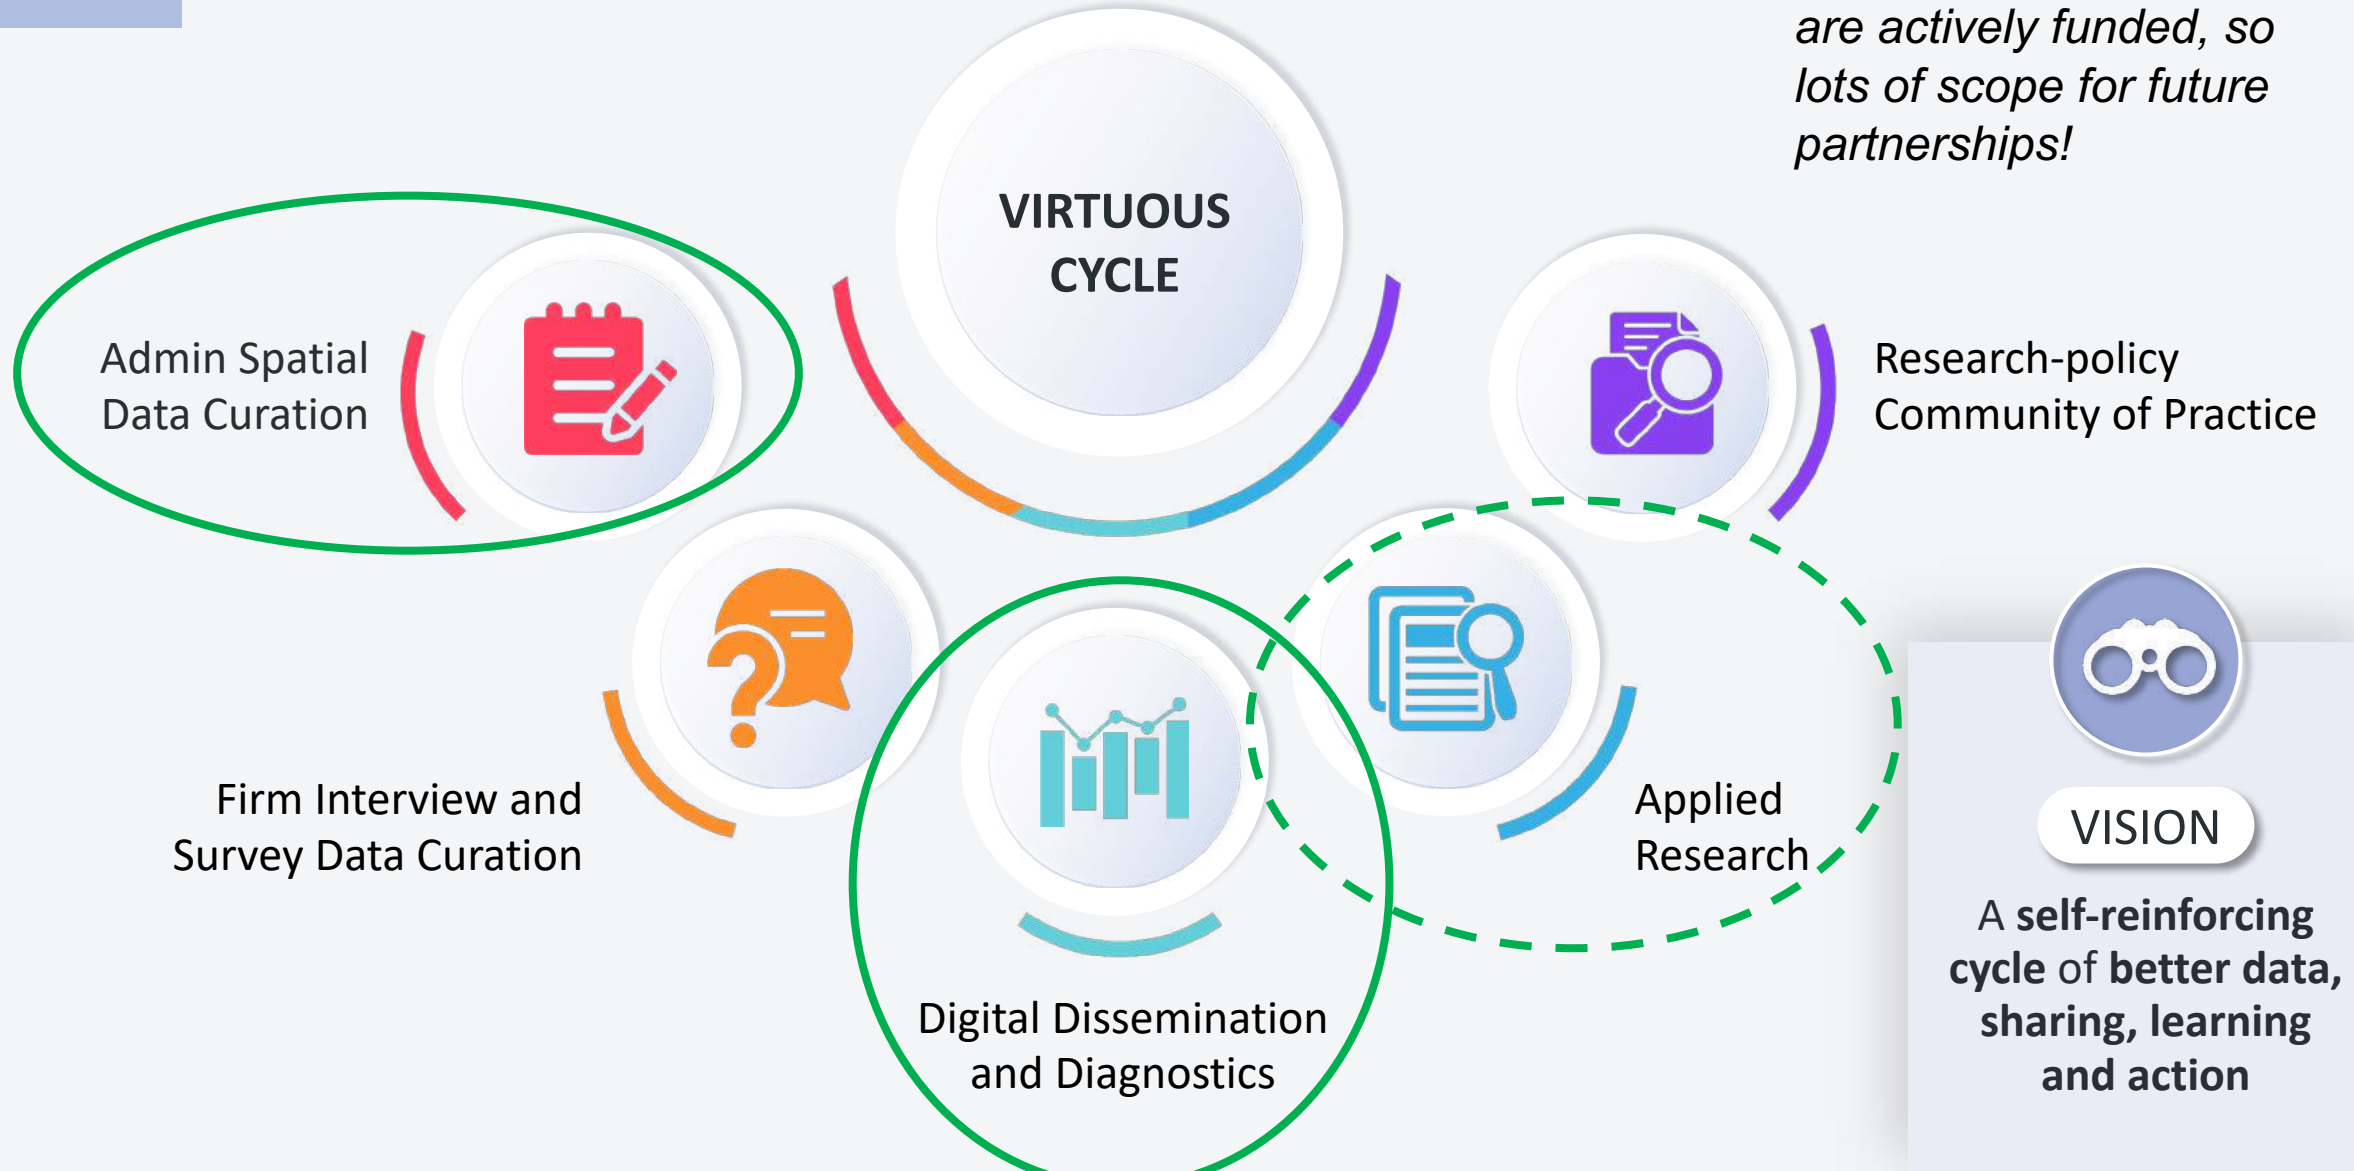 are actively funded, so
lots of scope for future
partnerships!
VIRTUOUS
CYCLE
Admin Spatial
Data Curation
Research-policy
Community of Practice
Firm Interview and
Survey Data Curation
Applied
Research
Digital Dissemination
and Diagnostics
VISION
A self-reinforcing
cycle of better data,
sharing, learning
and action